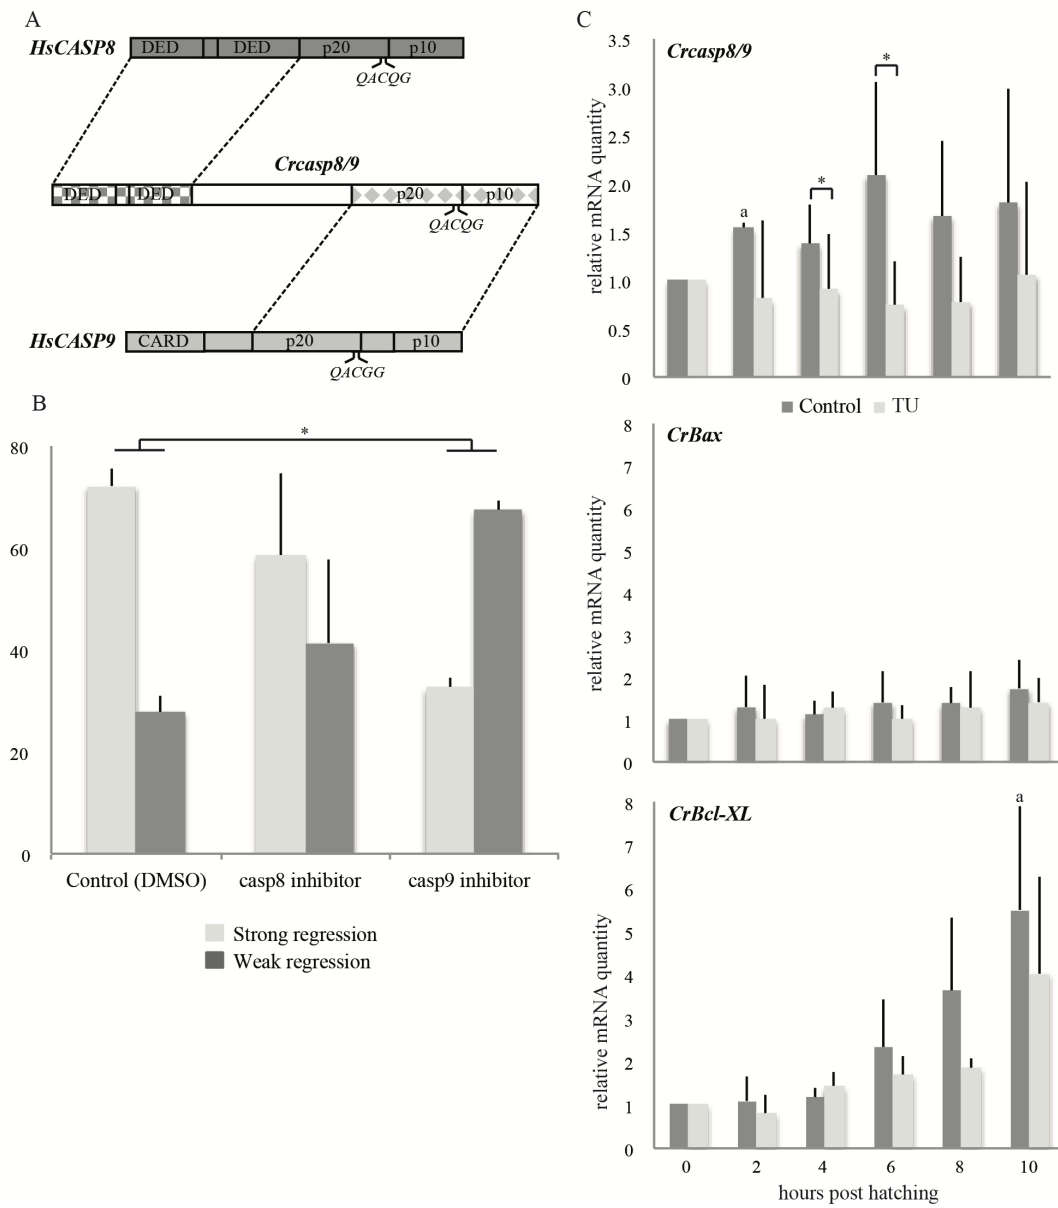 A
HsCASP8
DED
DED
p20
p10
QACQG
Crcasp8/9
DED
DED
p20
p10
QACQG
HsCASP9
CARD
p20
p10
QACGG
B
80
60
40
20
0
*
Control (DMSO)
casp8 inhibitor
casp9 inhibitor
Strong regression
Weak regression
C
Crcasp8/9
relative mRNA quantity
3.5
3.0
2.5
2.0
1.5
1.0
0.5
0
a
*
*
Control
TU
CrBax
relative mRNA quantity
8
7
6
5
4
3
2
1
0
CrBcl-XL
relative mRNA quantity
8
7
6
5
4
3
2
1
0
a
0 2 4 6 8 10
hours post hatching